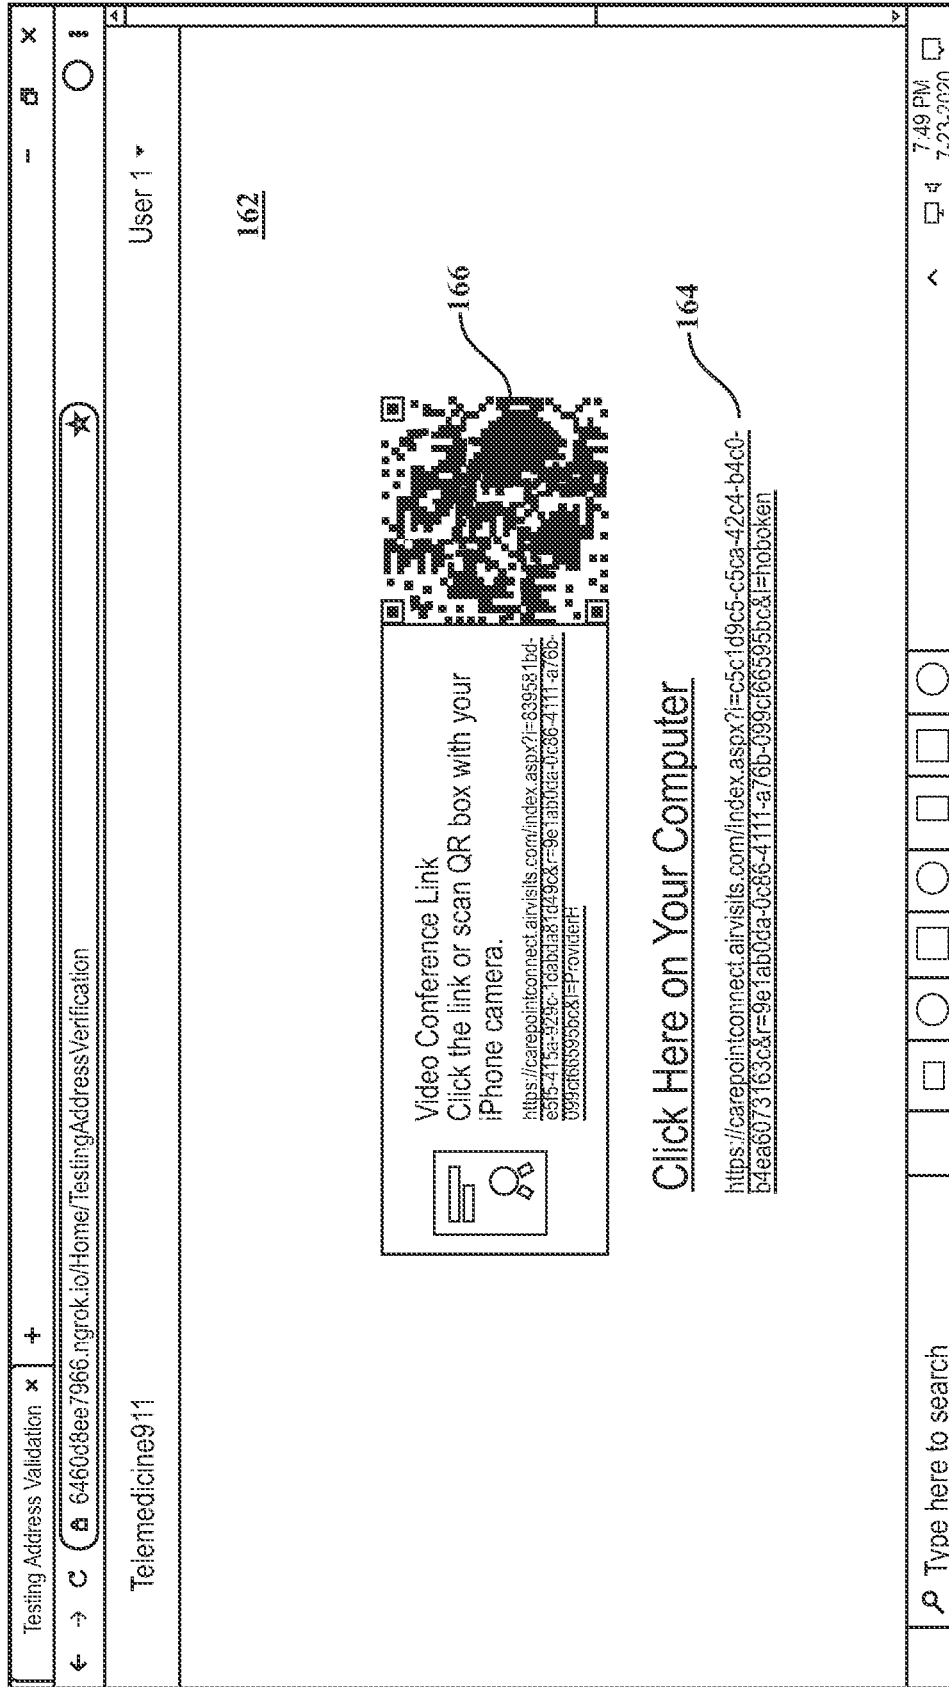 Testing Address Validation × +
6460d8ee7966.ngrok.io/Home/TestingAddressVerification
Telemedicine911
User 1
162
Video Conference Link
Click the link or scan QR box with your
iPhone camera.
https://carepointconnect.airvisits.com/index.aspx?i=839581bd-
e5f5-415a-929c-1dabda81d49c&r=9e1ab0da-0c86-4111-a76b-
099cf66595bc&l=ProviderH
166
Click Here on Your Computer
https://carepointconnect.airvisits.com/index.aspx?i=c5c1d9c5-c5ca-42c4-b4c0-
b4ea6073163c&r=9e1ab0da-0c86-4111-a76b-099cf66595bc&l=hoboken
164
Type here to search
7:49 PM
7-23-2020